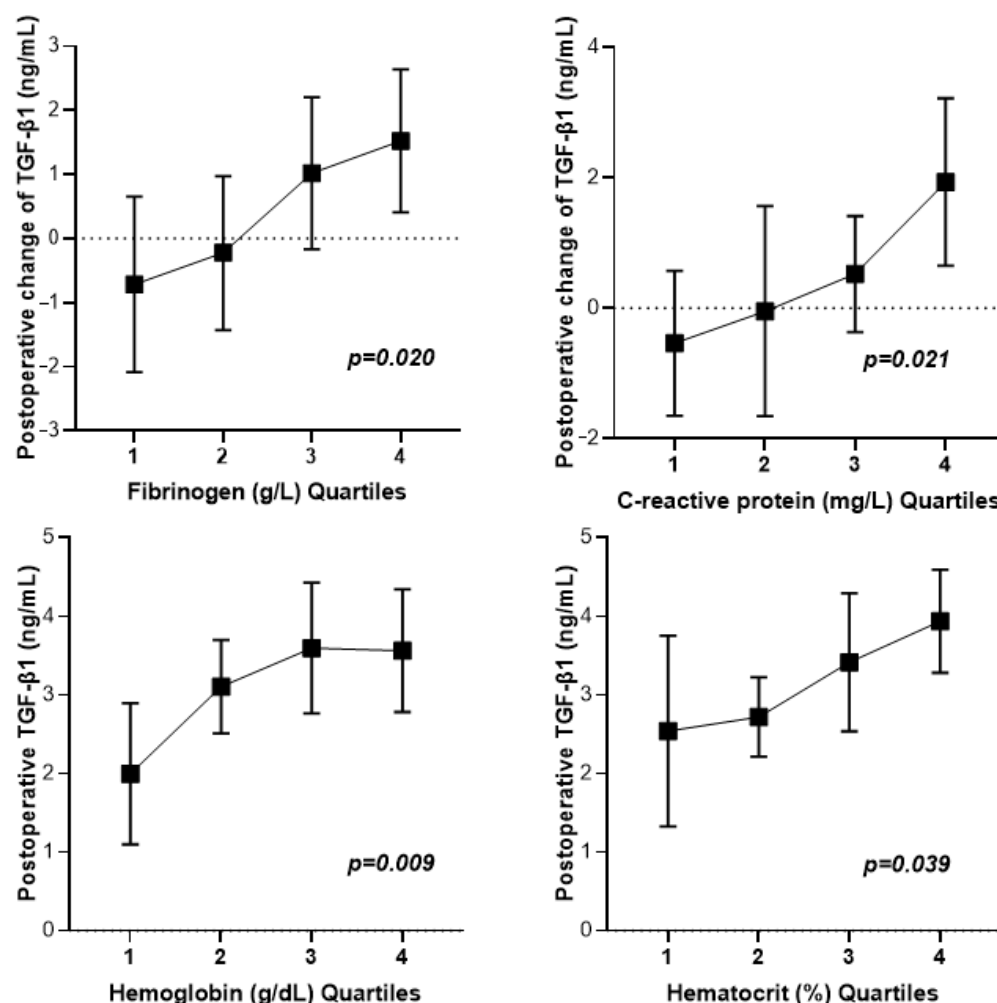 Postoperative change of TGF-β1 (ng/mL)
3
2
1
0
−1
−2
−3
p=0.020
1 2 3 4
Fibrinogen (g/L) Quartiles
Postoperative change of TGF-β1 (ng/mL)
4
2
0
−2
p=0.021
1 2 3 4
C-reactive protein (mg/L) Quartiles
Postoperative TGF-β1 (ng/mL)
5
4
3
2
1
0
p=0.009
1 2 3 4
Hemoglobin (g/dL) Quartiles
Postoperative TGF-β1 (ng/mL)
5
4
3
2
1
0
p=0.039
1 2 3 4
Hematocrit (%) Quartiles